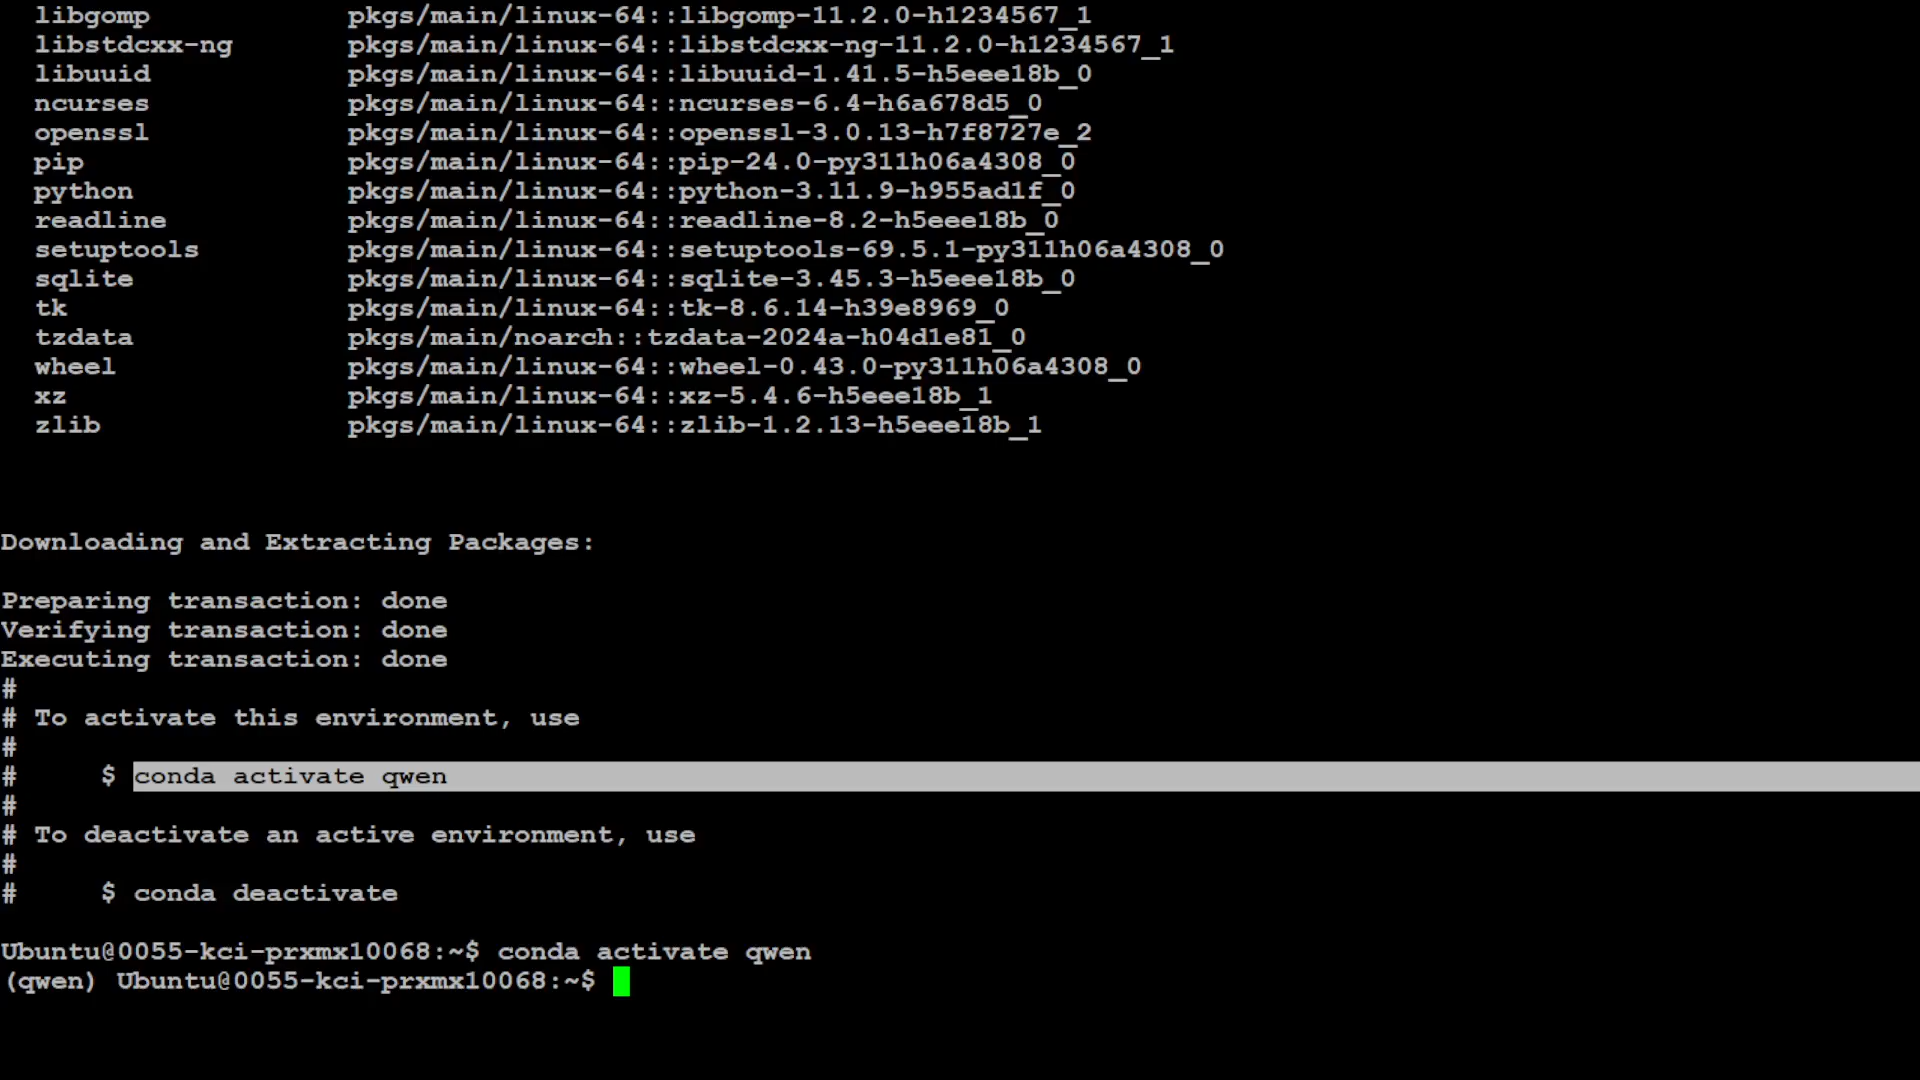 libgomp pkgs/main/linux-64::libgomp-11.2.0-h1234567_1
libstdcxx-ng pkgs/main/linux-64::libstdcxx-ng-11.2.0-h1234567_1
libuuid pkgs/main/linux-64::libuuid-1.41.5-h5eee18b_0
ncurses pkgs/main/linux-64::ncurses-6.4-h6a678d5_0
openssl pkgs/main/linux-64::openssl-3.0.13-h7f8727e_2
pip pkgs/main/linux-64::pip-24.0-py311h06a4308_0
python pkgs/main/linux-64::python-3.11.9-h955ad1f_0
readline pkgs/main/linux-64::readline-8.2-h5eee18b_0
setuptools pkgs/main/linux-64::setuptools-69.5.1-py311h06a4308_0
sqlite pkgs/main/linux-64::sqlite-3.45.3-h5eee18b_0
tk pkgs/main/linux-64::tk-8.6.14-h39e8969_0
tzdata pkgs/main/noarch::tzdata-2024a-h04d1e81_0
wheel pkgs/main/linux-64::wheel-0.43.0-py311h06a4308_0
xz pkgs/main/linux-64::xz-5.4.6-h5eee18b_1
zlib pkgs/main/linux-64::zlib-1.2.13-h5eee18b_1
Downloading and Extracting Packages:
Preparing transaction: done
Verifying transaction: done
Executing transaction: done
#
# To activate this environment, use
#
# $ conda activate qwen
#
# To deactivate an active environment, use
#
# $ conda deactivate
Ubuntu@0055-kci-prxmx10068:~$ conda activate qwen
(qwen) Ubuntu@0055-kci-prxmx10068:~$